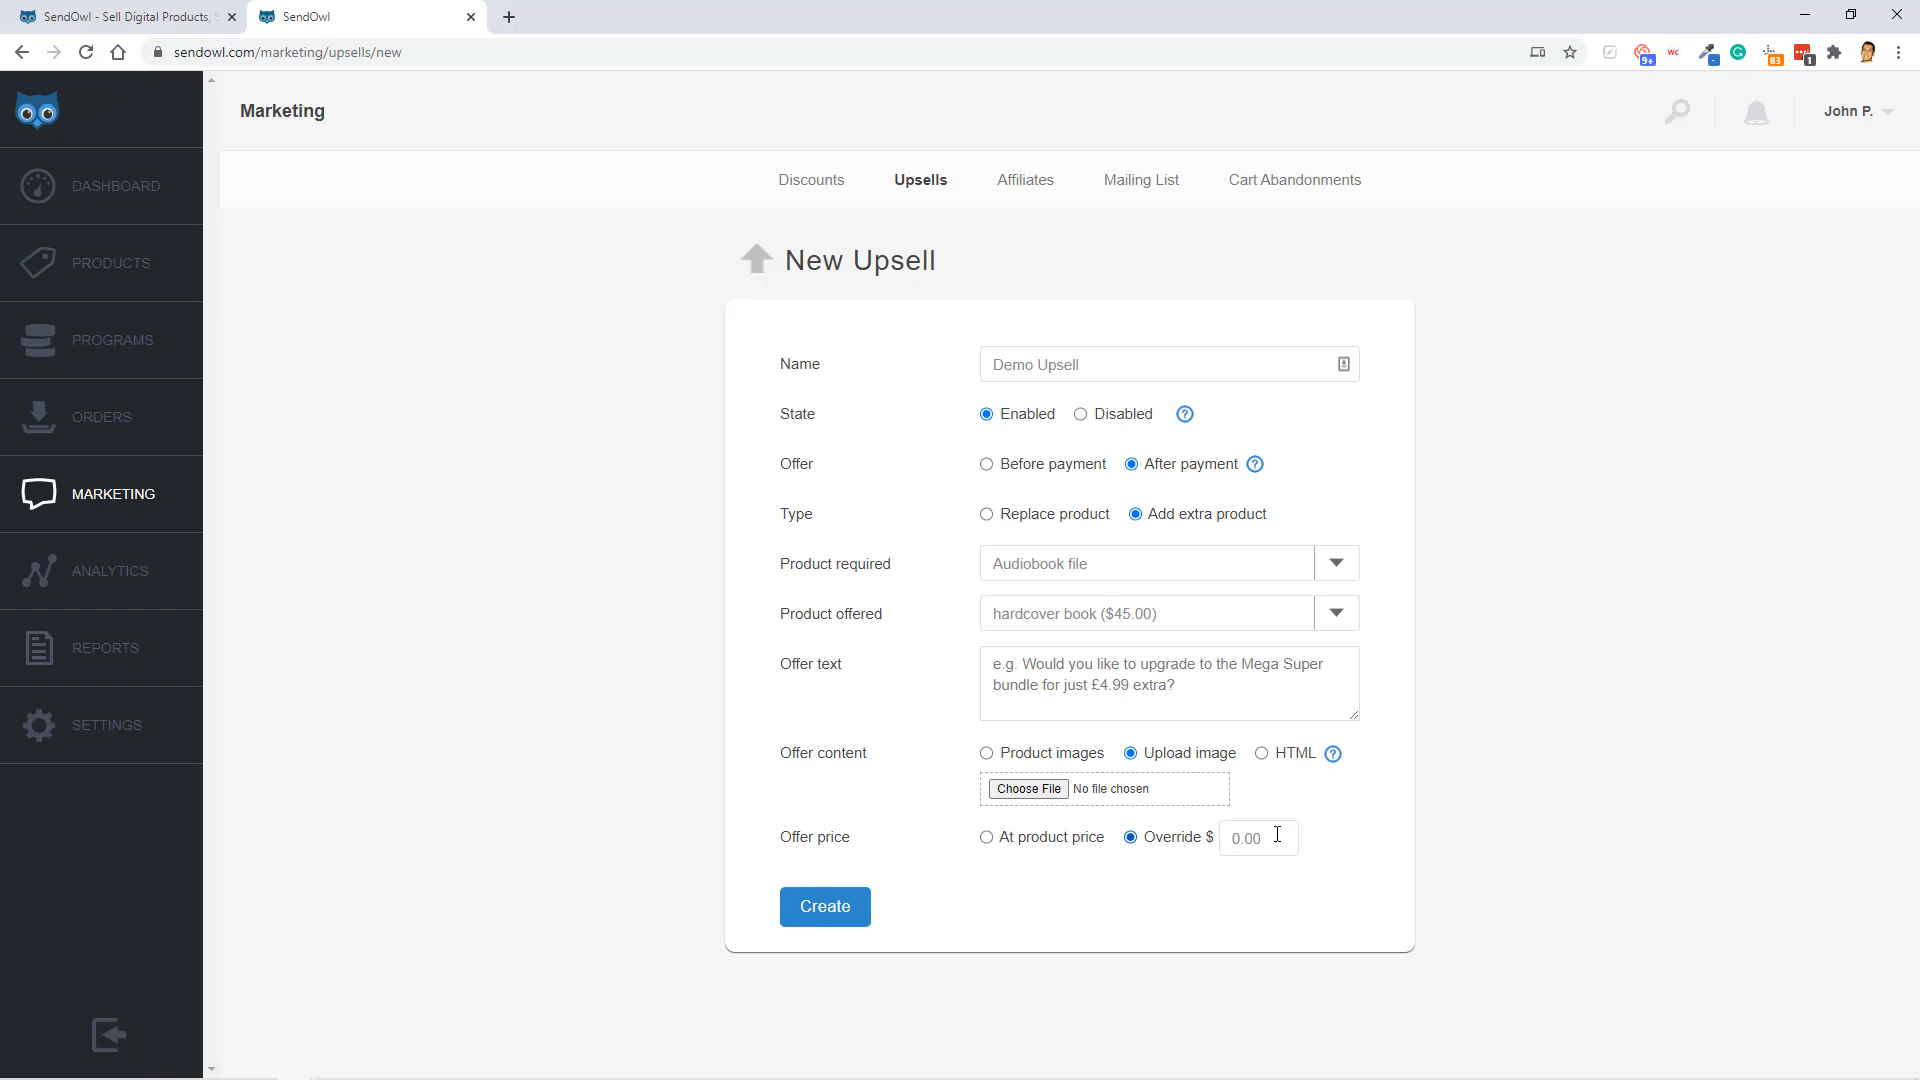 SendOwl - Sell Digital Products,
SendOwl
sendowl.com/marketing/upsells/new
9+
WC
-
83
1
Marketing
John P.
DASHBOARD
PRODUCTS
PROGRAMS
ORDERS
MARKETING
ANALYTICS
REPORTS
SETTINGS
Discounts
Upsells
Affiliates
Mailing List
Cart Abandonments
New Upsell
Name
Demo Upsell
State
Enabled
Disabled
?
Offer
Before payment
After payment
?
Type
Replace product
Add extra product
Product required
Audiobook file
Product offered
hardcover book ($45.00)
Offer text
e.g. Would you like to upgrade to the Mega Super
bundle for just £4.99 extra?
Offer content
Product images
Upload image
HTML
?
Choose File No file chosen
Offer price
At product price
Override $
0.00
Create